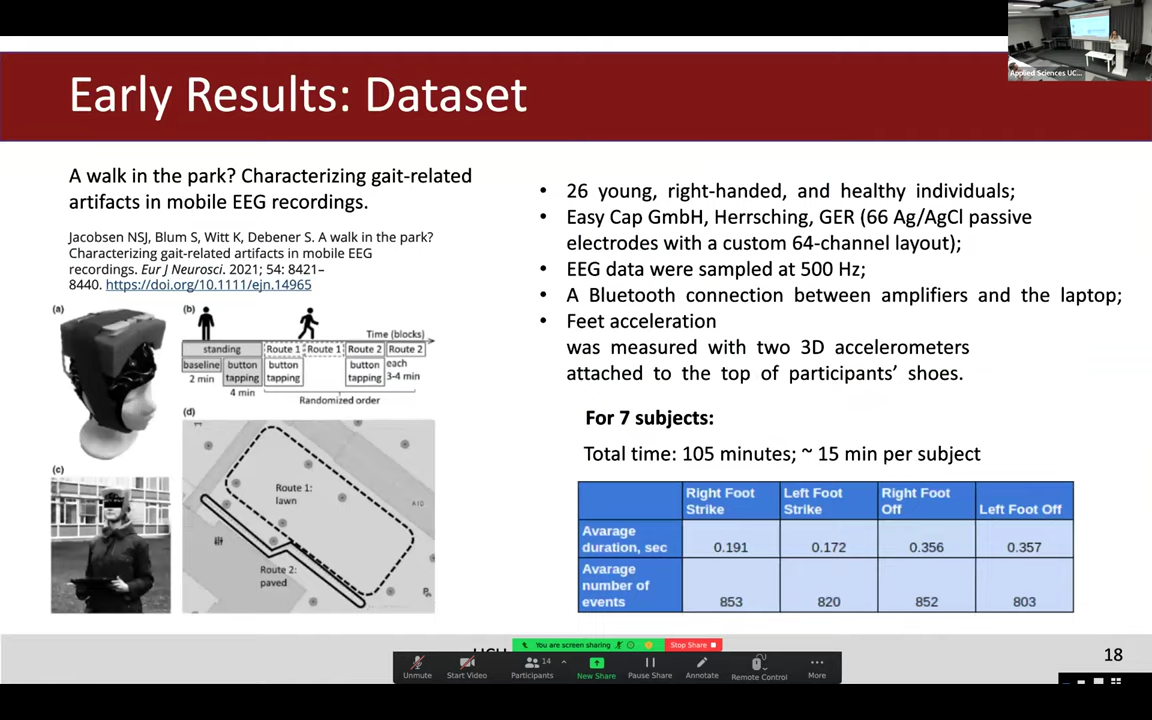 Applied Sciences UC...
Early Results: Dataset
A walk in the park? Characterizing gait-related
artifacts in mobile EEG recordings.
Jacobsen NSJ, Blum S, Witt K, Debener S. A walk in the park?
Characterizing gait-related artifacts in mobile EEG
recordings. Eur J Neurosci. 2021; 54: 8421–
8440. https://doi.org/10.1111/ejn.14965
(a)
(b)
Time (blocks)
standing
Route 1 Route 1 Route 2 Route 2
baseline button tapping
button tapping
button tapping
each 3-4 min
2 min
4 min
Randomized order
(c)
(d)
Route 1:
lawn
Route 2:
paved
• 26 young, right-handed, and healthy individuals;
• Easy Cap GmbH, Herrsching, GER (66 Ag/AgCl passive
electrodes with a custom 64-channel layout);
• EEG data were sampled at 500 Hz;
• A Bluetooth connection between amplifiers and the laptop;
• Feet acceleration
was measured with two 3D accelerometers
attached to the top of participants’ shoes.
For 7 subjects:
Total time: 105 minutes; ~ 15 min per subject
Right Foot Strike
Left Foot Strike
Right Foot Off
Left Foot Off
Avarage duration, sec
0.191
0.172
0.356
0.357
Avarage number of events
853
820
852
803
18
You are screen sharing
Stop Share
14
Unmute
Start Video
Participants
New Share
Pause Share
Annotate
Remote Control
More